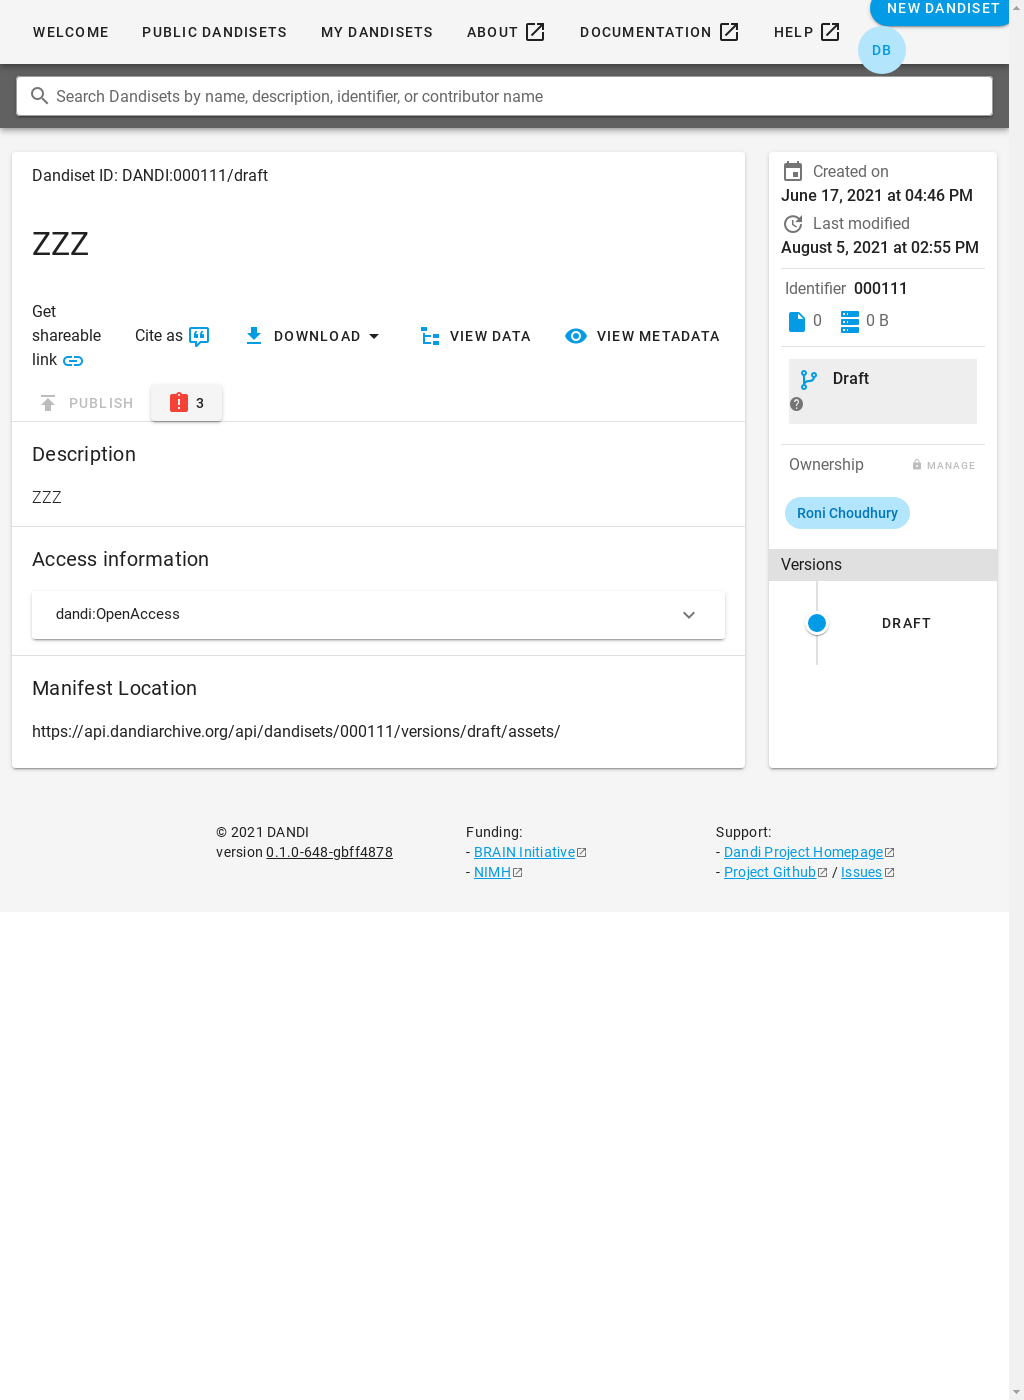 NEW DANDISET
WELCOME PUBLIC DANDISETS MY DANDISETS ABOUT DOCUMENTATION HELP
DB
Search Dandisets by name, description, identifier, or contributor name
Dandiset ID: DANDI:000111/draft
ZZZ
Get shareable link
Cite as
DOWNLOAD
VIEW DATA
VIEW METADATA
PUBLISH
3
Description
ZZZ
Access information
dandi:OpenAccess
Manifest Location
https://api.dandiarchive.org/api/dandisets/000111/versions/draft/assets/
Created on
June 17, 2021 at 04:46 PM
Last modified
August 5, 2021 at 02:55 PM
Identifier 000111
0 0 B
Draft
Ownership MANAGE
Roni Choudhury
Versions
DRAFT
© 2021 DANDI
version 0.1.0-648-gbff4878
Funding:
- BRAIN Initiative
- NIMH
Support:
- Dandi Project Homepage
- Project Github / Issues